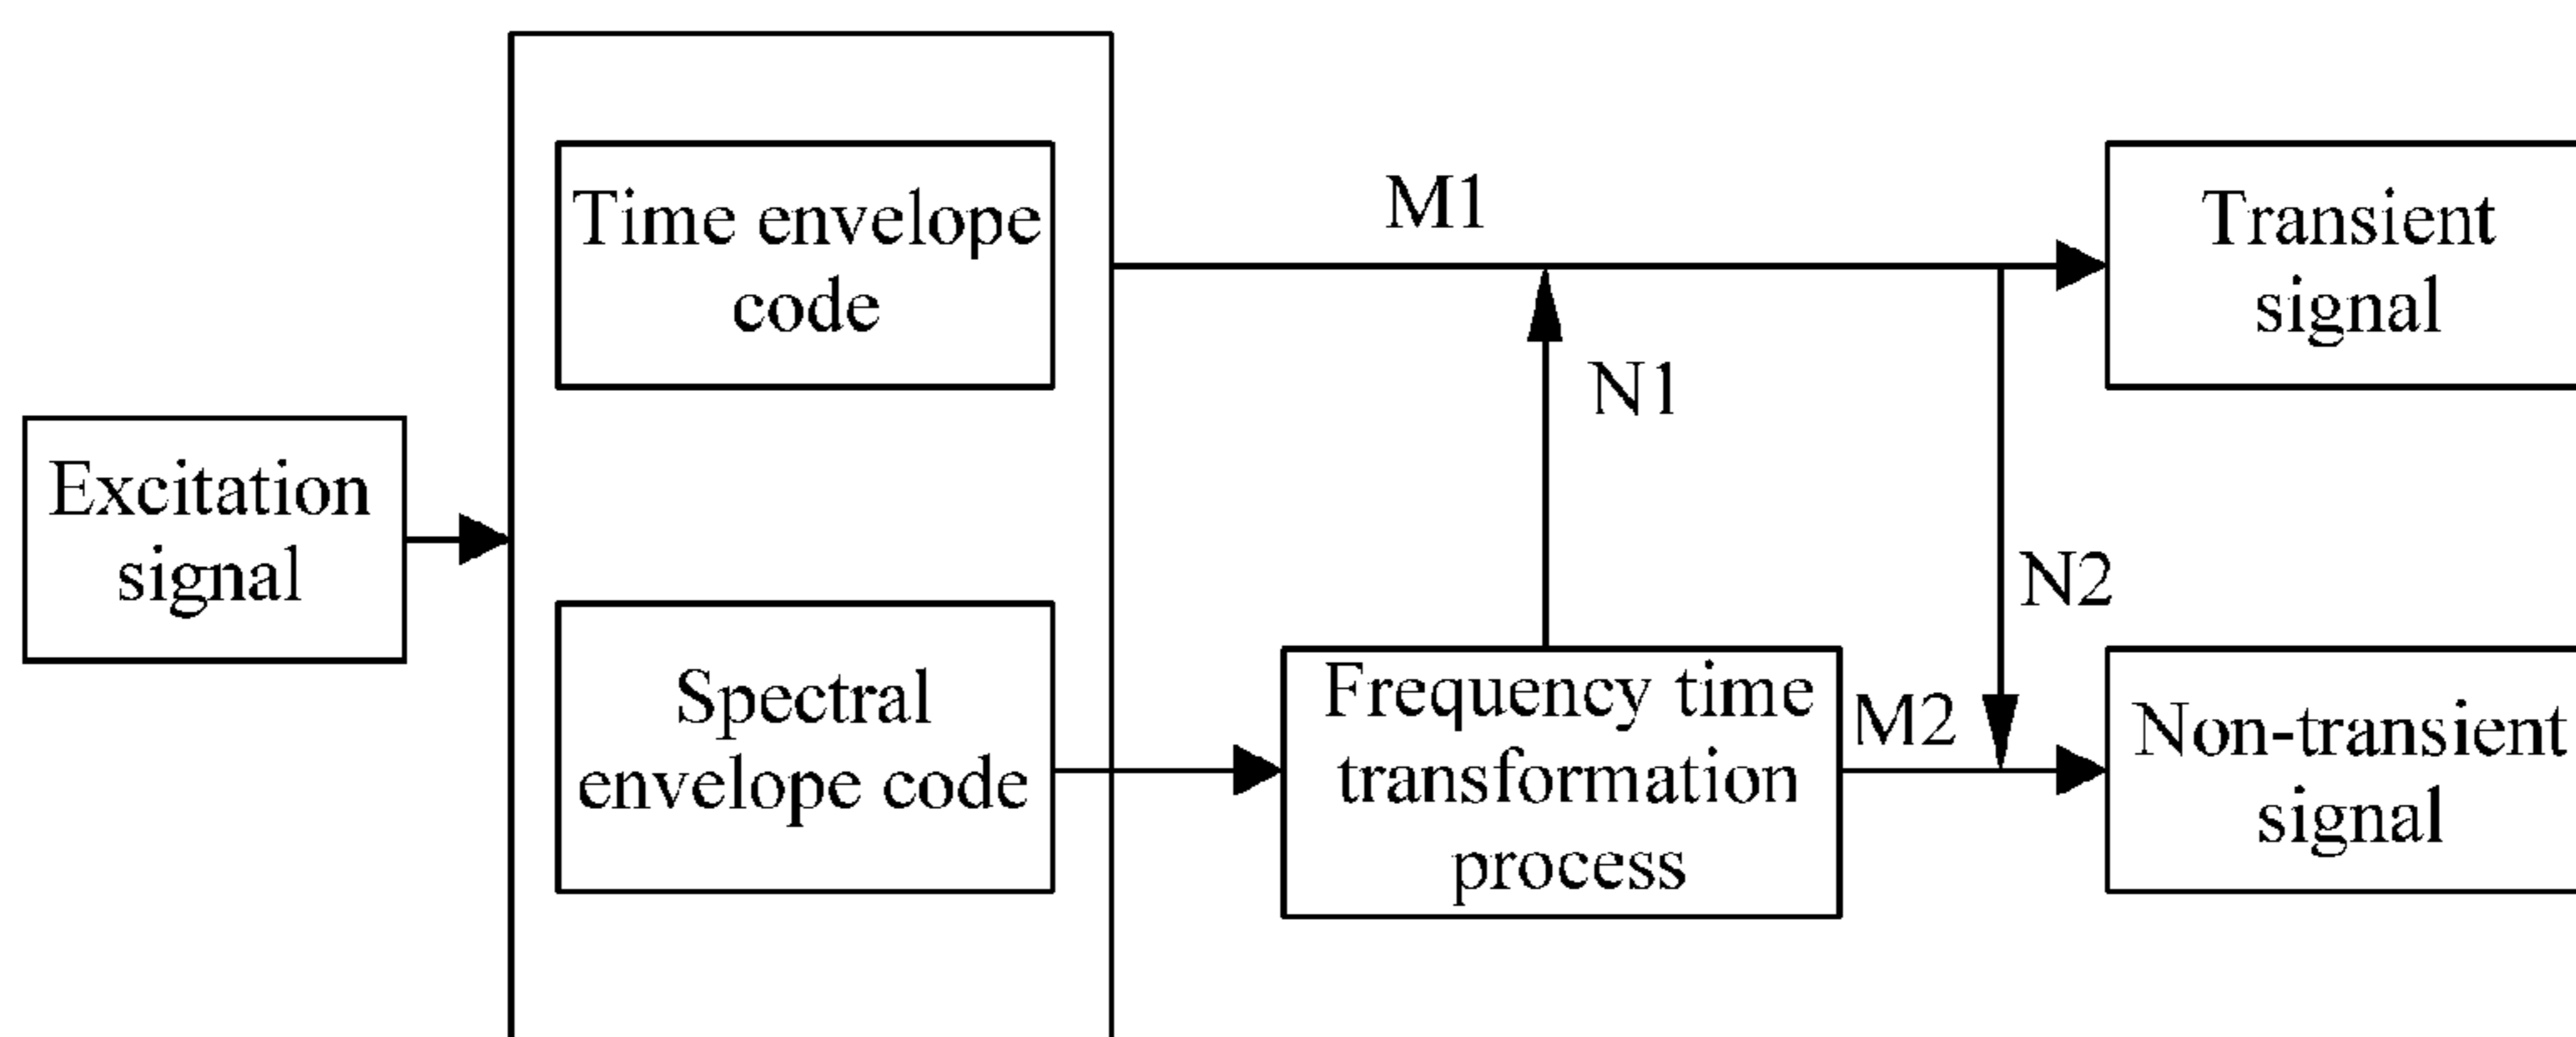 Excitation
signal
Time envelope
code
Spectral
envelope code
M1
N1
Frequency time
transformation
process
M2
N2
Transient
signal
Non-transient
signal